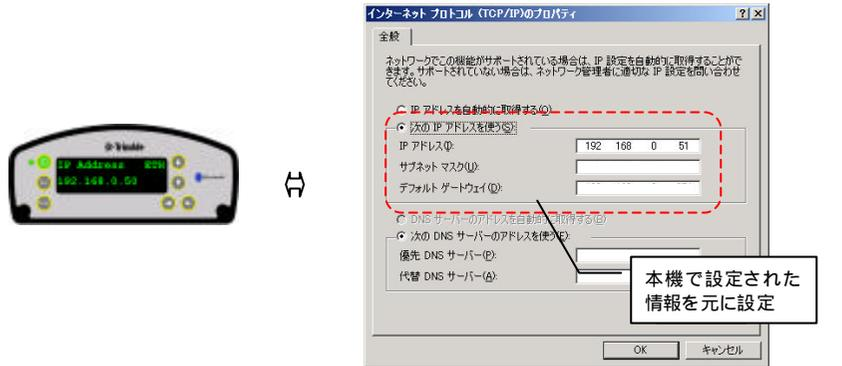 Trimble
IP Address ETH
192.168.0.50
インターネット プロトコル (TCP/IP)のプロパティ
全般
ネットワークでこの機能がサポートされている場合は、IP 設定を自動的に取得することがで
きます。サポートされていない場合は、ネットワーク管理者に適切な IP 設定を問い合わせ
てください。
IP アドレスを自動的に取得する(O)
次の IP アドレスを使う(S):
IP アドレス(I): 192 168 0 51
サブネット マスク(U):
デフォルト ゲートウェイ(D):
DNS サーバーのアドレスを自動的に取得する(B)
次の DNS サーバーのアドレスを使う(E):
優先 DNS サーバー(P):
代替 DNS サーバー(A):
本機で設定された
情報を元に設定
OK キャンセル